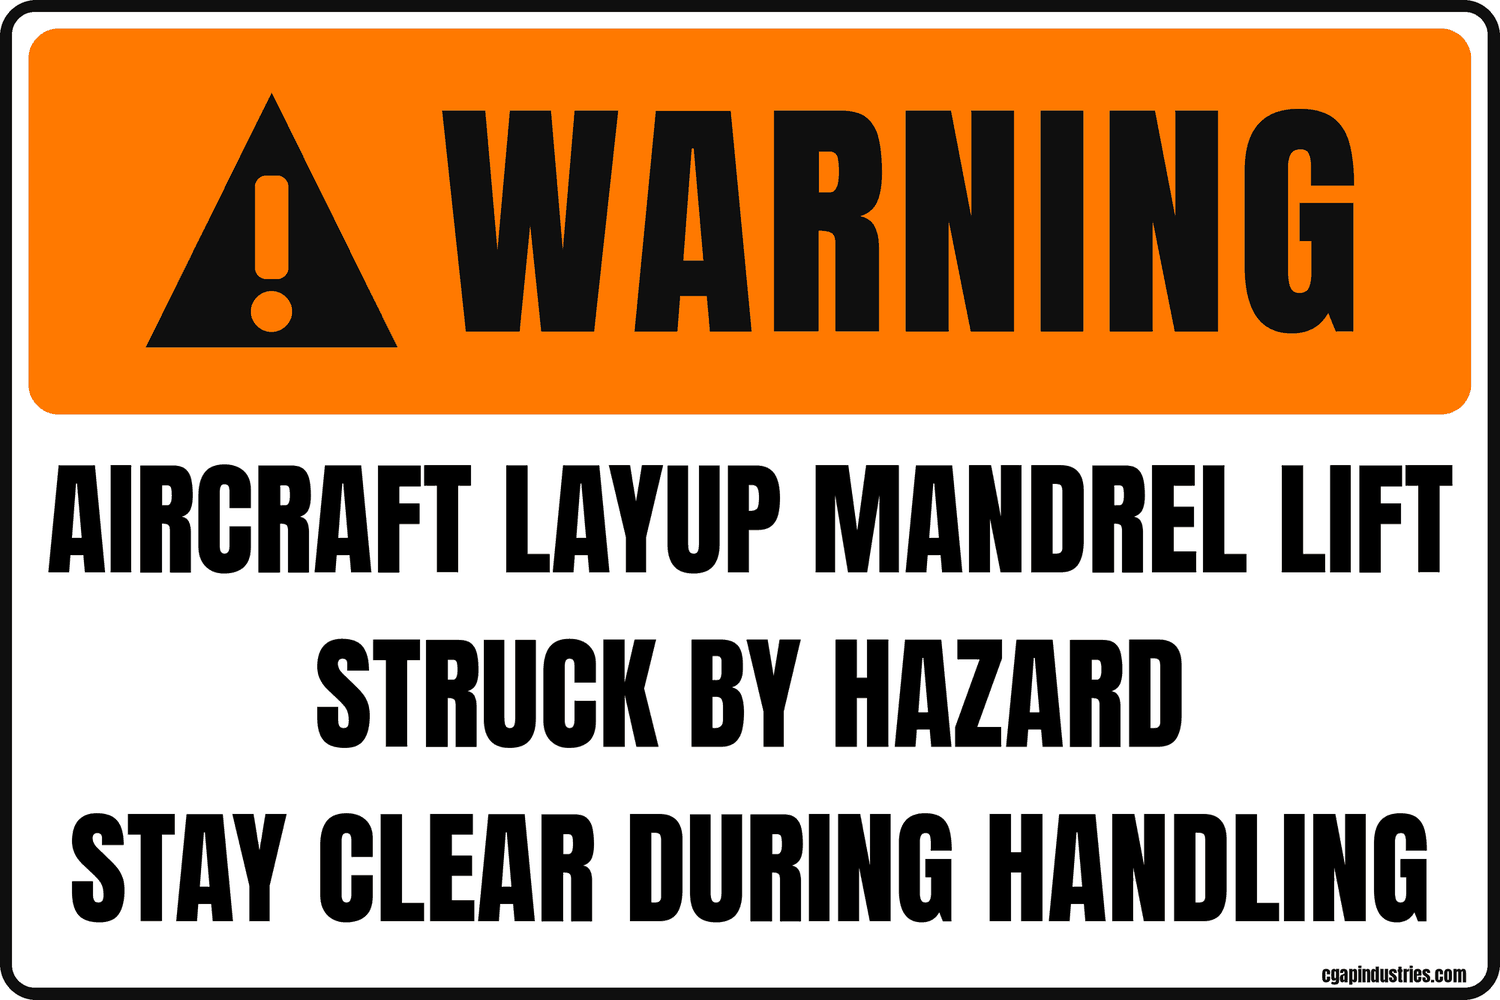 WARNING
AIRCRAFT LAYUP MANDREL LIFT
STRUCK BY HAZARD
STAY CLEAR DURING HANDLING
cgapindustries.com